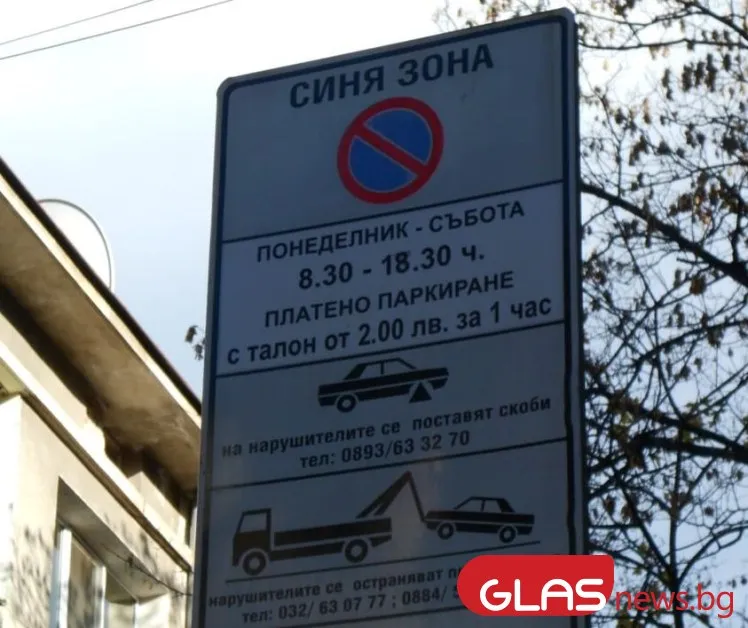 СИНЯ ЗОНА
ПОНЕДЕЛНИК - СЪБОТА
8.30 - 18.30 ч.
ПЛАТЕНО ПАРКИРАНЕ
с талон от 2.00 лв. за 1 час
на нарушителите се поставят скоби
тел: 0893/63 32 70
нарушителите се остраняват
тел: 032/ 63 07 77 ; 0884/
GLASnews.bg